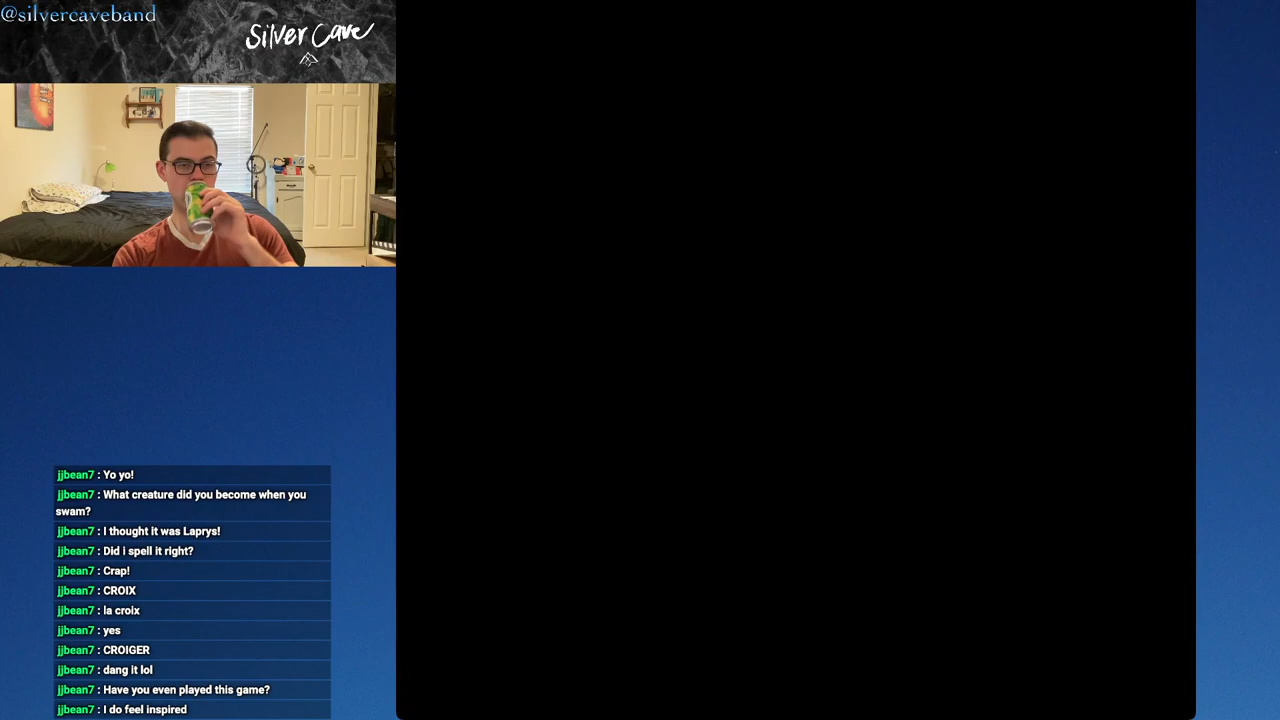 @silvercaveband
Silver Cave
jjbean7 : Yo yo!
jjbean7 : What creature did you become when you
swam?
jjbean7 : I thought it was Laprys!
jjbean7 : Did i spell it right?
jjbean7 : Crap!
jjbean7 : CROIX
jjbean7 : la croix
jjbean7 : yes
jjbean7 : CROIGER
jjbean7 : dang it lol
jjbean7 : Have you even played this game?
jjbean7 : I do feel inspired